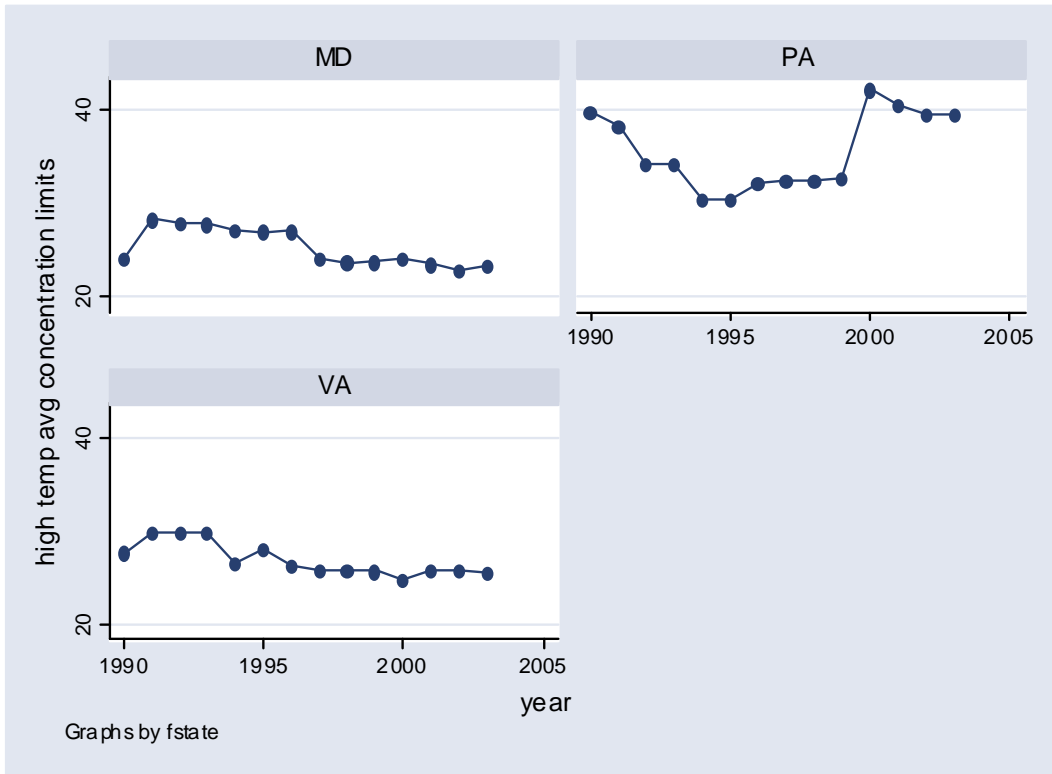 MD
PA
high temp avg concentration limits
40
20
1990 1995 2000 2005
VA
40
20
1990 1995 2000 2005
year
Graphs by fstate